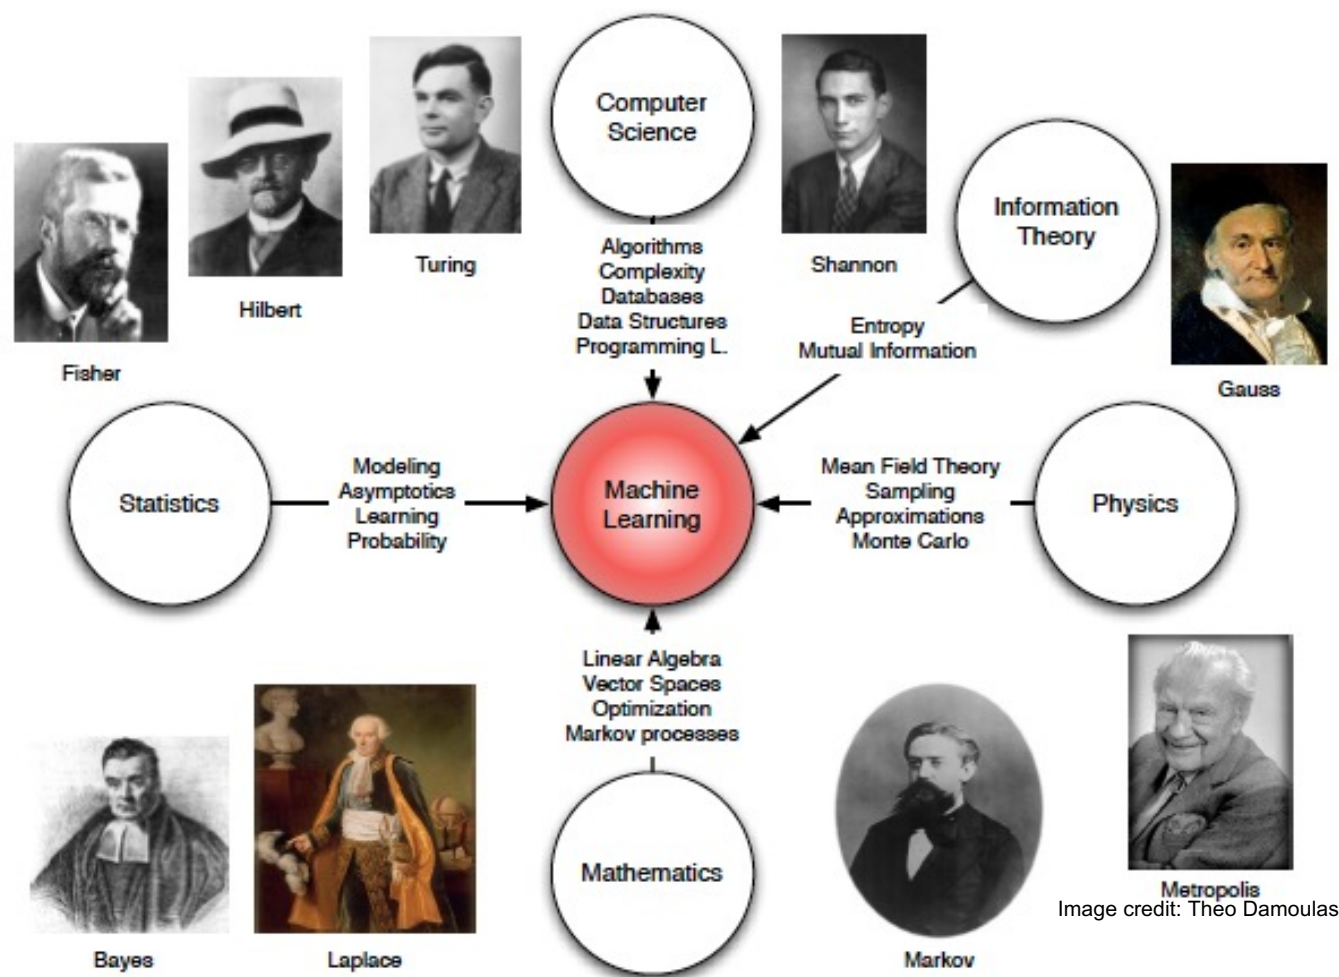 Computer
Science
Information
Theory
Turing
Shannon
Algorithms
Complexity
Databases
Data Structures
Programming L.
Hilbert
Entropy
Mutual Information
Fisher
Gauss
Statistics
Modeling
Asymptotics
Learning
Probability
Machine
Learning
Mean Field Theory
Sampling
Approximations
Monte Carlo
Physics
Linear Algebra
Vector Spaces
Optimization
Markov processes
Mathematics
Metropolis
Image credit: Theo Damoulas
Bayes
Laplace
Markov